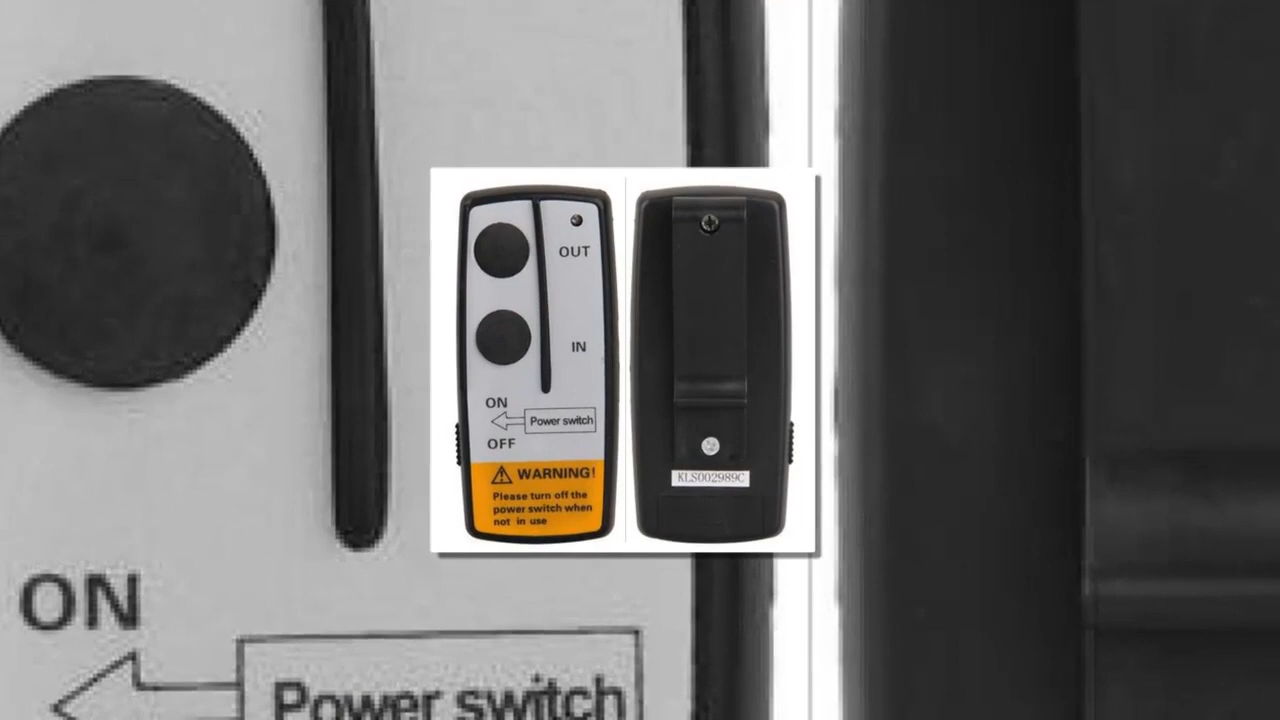 OUT
IN
ON
Power switch
OFF
WARNING!
Please turn off the
power switch when
not in use
KLS002989C
ON
Power switch